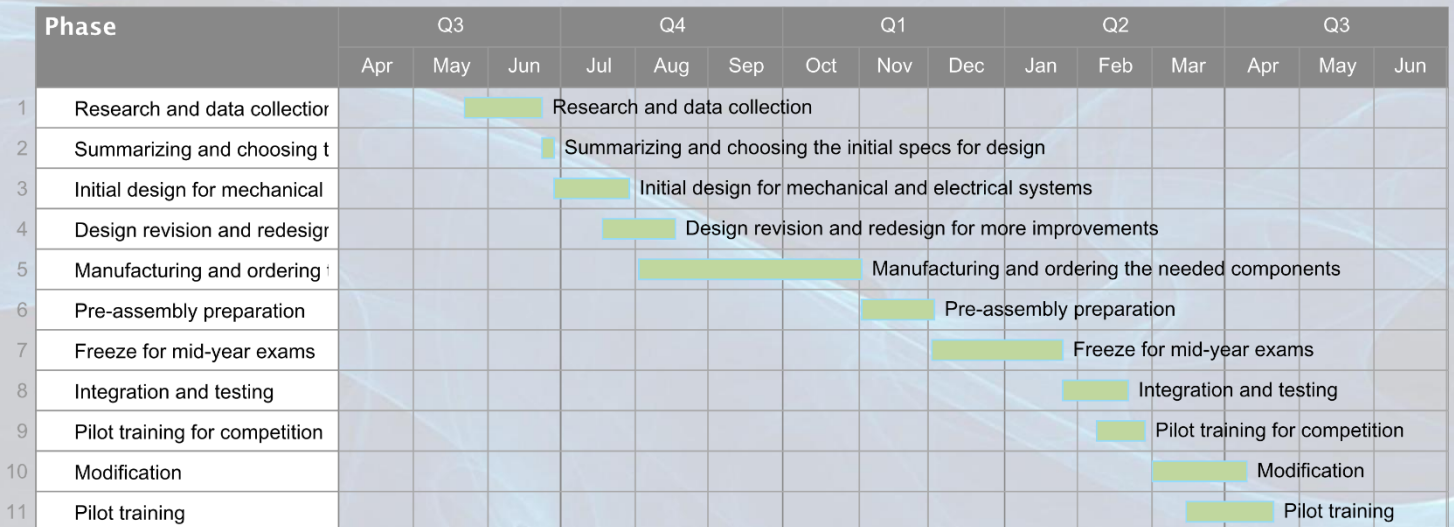 Phase Q3 Q4 Q1 Q2 Q3
Apr May Jun Jul Aug Sep Oct Nov Dec Jan Feb Mar Apr May Jun
1 Research and data collection Research and data collection
2 Summarizing and choosing t Summarizing and choosing the initial specs for design
3 Initial design for mechanical Initial design for mechanical and electrical systems
4 Design revision and redesign Design revision and redesign for more improvements
5 Manufacturing and ordering t Manufacturing and ordering the needed components
6 Pre-assembly preparation Pre-assembly preparation
7 Freeze for mid-year exams Freeze for mid-year exams
8 Integration and testing Integration and testing
9 Pilot training for competition Pilot training for competition
10 Modification Modification
11 Pilot training Pilot training